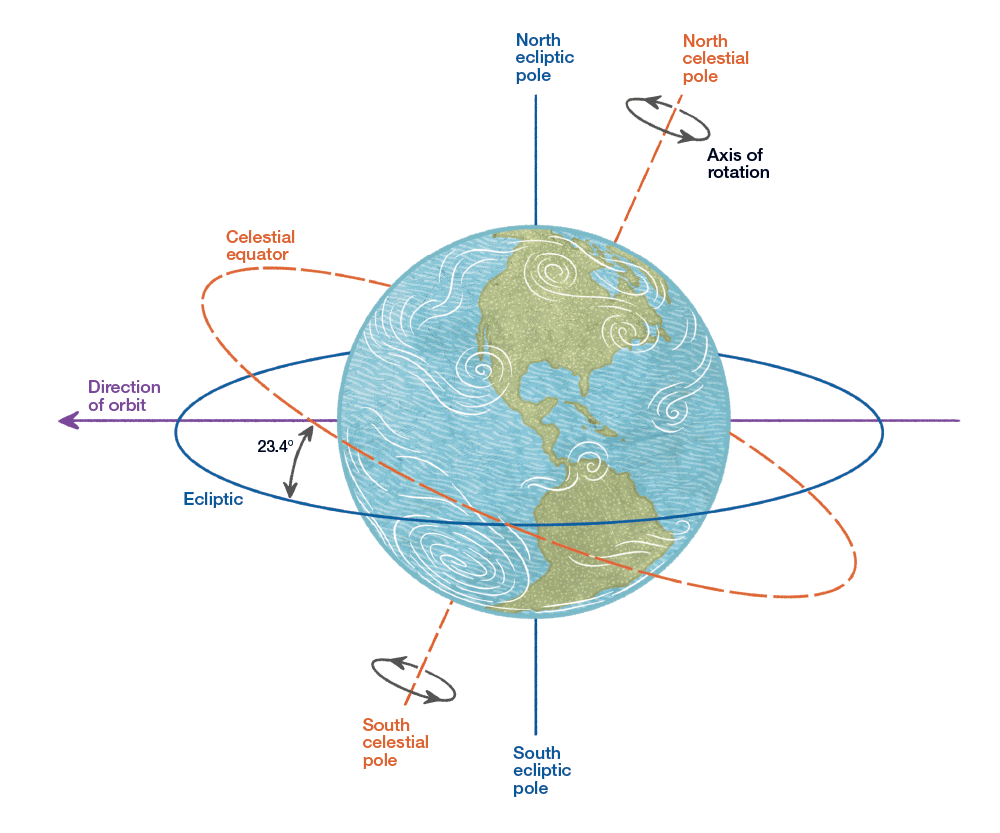 North
ecliptic
pole
North
celestial
pole
Axis of
rotation
Celestial
equator
Direction
of orbit
23.4°
Ecliptic
South
celestial
pole
South
ecliptic
pole